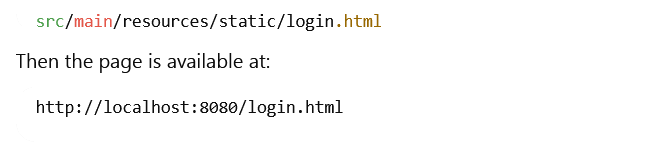 src/main/resources/static/login.html
Then the page is available at:
http://localhost:8080/login.html